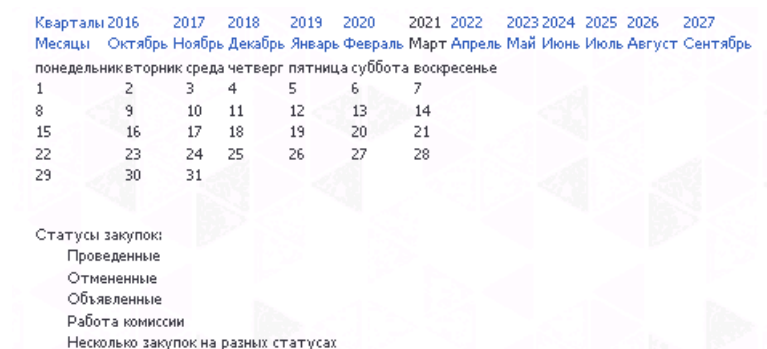 Кварталы 2016 2017 2018 2019 2020 2021 2022 2023 2024 2025 2026 2027
Месяцы Октябрь Ноябрь Декабрь Январь Февраль Март Апрель Май Июнь Июль Август Сентябрь
понедельник вторник среда четверг пятница суббота воскресенье
1 2 3 4 5 6 7
8 9 10 11 12 13 14
15 16 17 18 19 20 21
22 23 24 25 26 27 28
29 30 31
Статусы закупок:
Проведенные
Отмененные
Объявленные
Работа комиссии
Несколько закупок на разных статусах